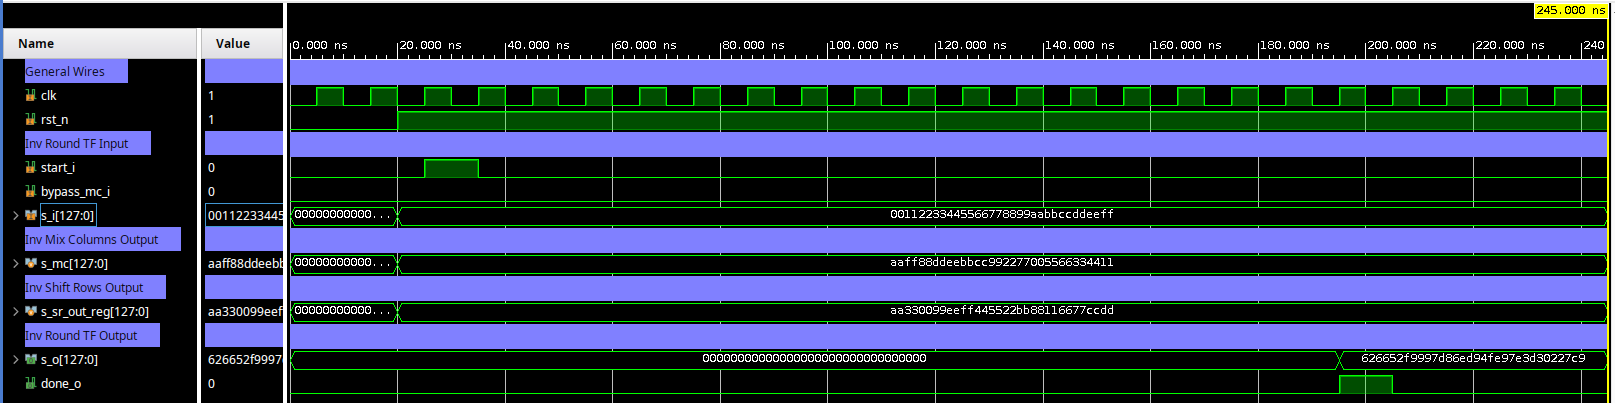 245.000 ns
Name Value 0.000 ns 20.000 ns 40.000 ns 60.000 ns 80.000 ns 100.000 ns 120.000 ns 140.000 ns 160.000 ns 180.000 ns 200.000 ns 220.000 ns 240
General Wires
clk 1
rst_n 1
Inv Round TF Input
start_i 0
bypass_mc_i 0
s_i[127:0] 00112233445 00000000000... 00112233445566778899aabbccddeeff
Inv Mix Columns Output
s_mc[127:0] aaff88ddeebb 00000000000... aaff88ddeebbcc992277005566334411
Inv Shift Rows Output
s_sr_out_reg[127:0] aa330099eef 00000000000... aa330099eeff445522bb88116677ccdd
Inv Round TF Output
s_o[127:0] 626652f9997 00000000000000000000000000000000 626652f9997d86ed94fe97e3d30227c9
done_o 0